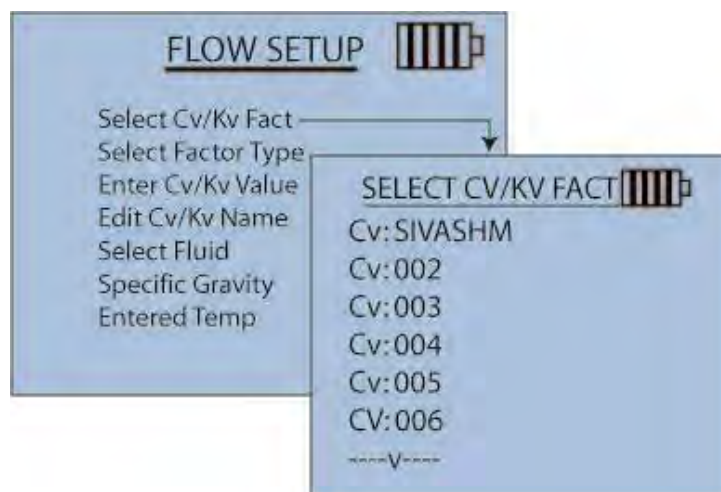 FLOW SETUP
Select Cv/Kv Fact
Select Factor Type
Enter Cv/Kv Value
Edit Cv/Kv Name
Select Fluid
Specific Gravity
Entered Temp
SELECT CV/KV FACT
Cv:SIVASHM
Cv:002
Cv:003
Cv:004
Cv:005
CV:006
----v----